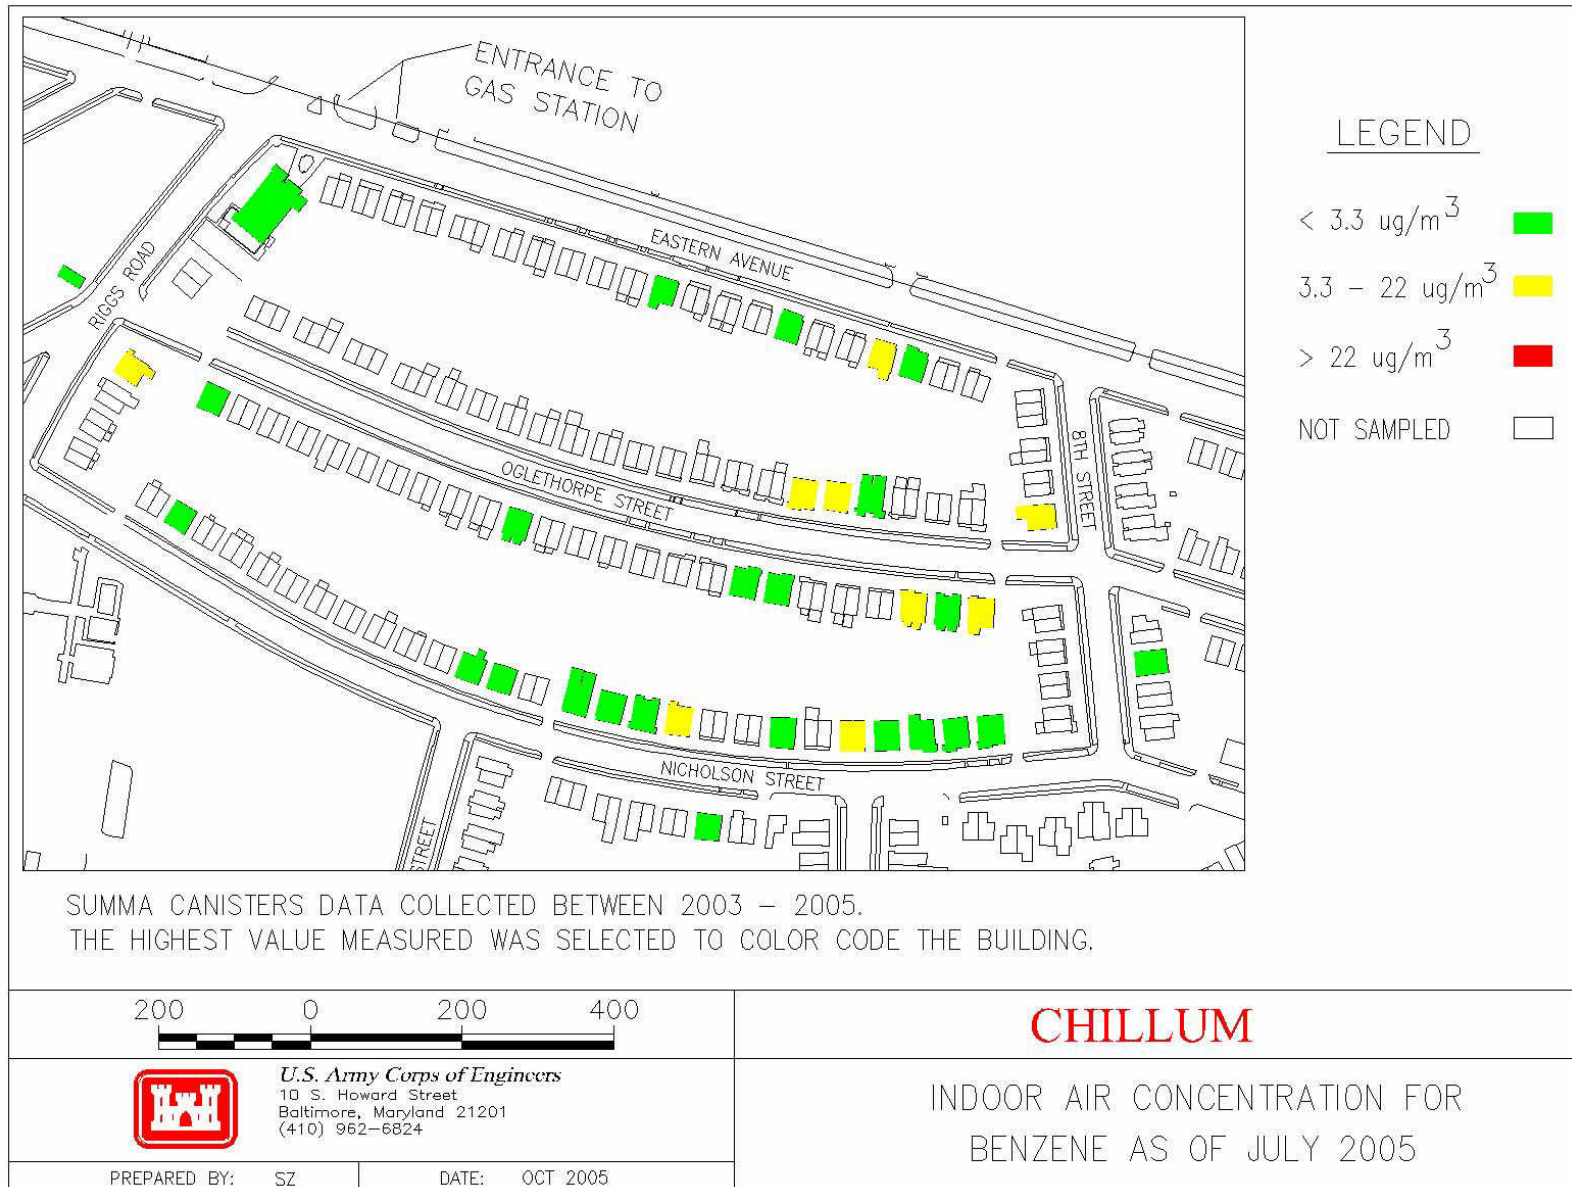 ENTRANCE TO
GAS STATION
EASTERN AVENUE
RIGGS ROAD
8TH STREET
OGLETHORPE STREET
NICHOLSON STREET
STREET
LEGEND
< 3.3 ug/m³
3.3 – 22 ug/m³
> 22 ug/m³
NOT SAMPLED
SUMMA CANISTERS DATA COLLECTED BETWEEN 2003 – 2005.
THE HIGHEST VALUE MEASURED WAS SELECTED TO COLOR CODE THE BUILDING.
200 0 200 400
U.S. Army Corps of Engineers
10 S. Howard Street
Baltimore, Maryland 21201
(410) 962–6824
PREPARED BY: SZ
DATE: OCT 2005
CHILLUM
INDOOR AIR CONCENTRATION FOR
BENZENE AS OF JULY 2005